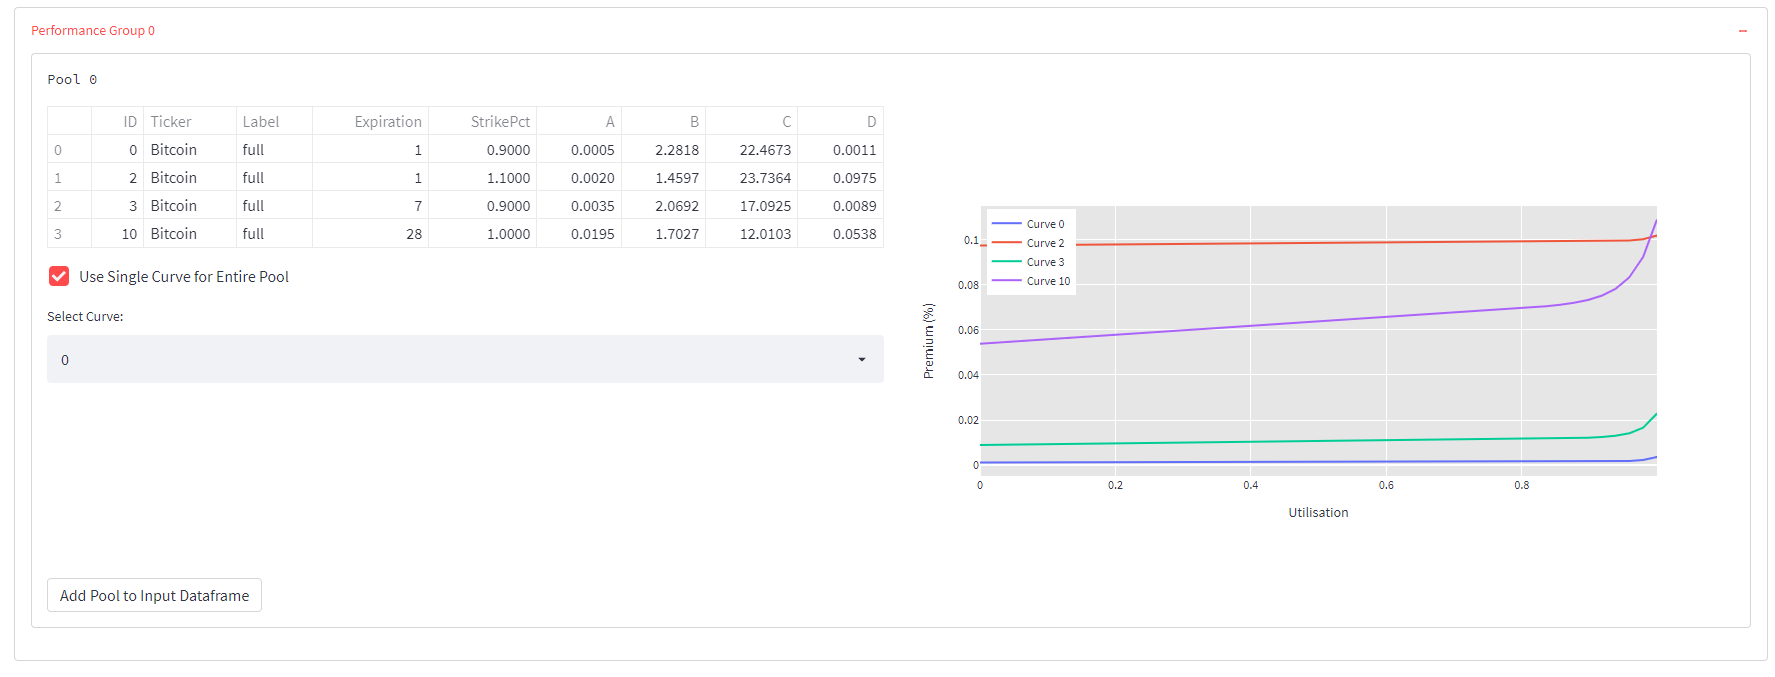 Performance Group 0
Pool 0
ID Ticker Label Expiration StrikePct A B C D
0 0 Bitcoin full 1 0.9000 0.0005 2.2818 22.4673 0.0011
1 2 Bitcoin full 1 1.1000 0.0020 1.4597 23.7364 0.0975
2 3 Bitcoin full 7 0.9000 0.0035 2.0692 17.0925 0.0089
3 10 Bitcoin full 28 1.0000 0.0195 1.7027 12.0103 0.0538
Use Single Curve for Entire Pool
Select Curve:
0
Add Pool to Input Dataframe
Curve 0
Curve 2
Curve 3
Curve 10
Premium (%)
0.1
0.08
0.06
0.04
0.02
0
0 0.2 0.4 0.6 0.8
Utilisation